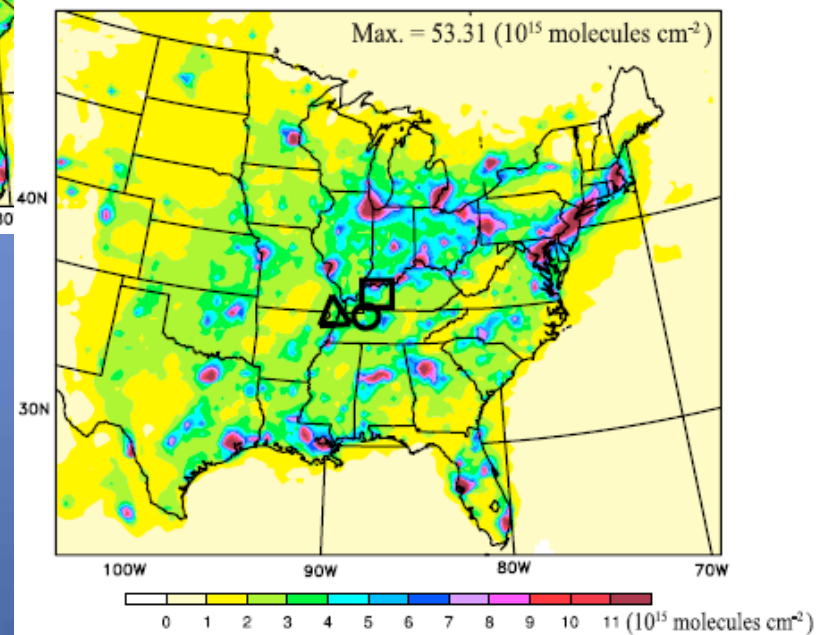 Max. = 53.31 (10¹⁵ molecules cm⁻²)
40N
30N
100W 90W 80W 70W
0 1 2 3 4 5 6 7 8 9 10 11 (10¹⁵ molecules cm⁻²)